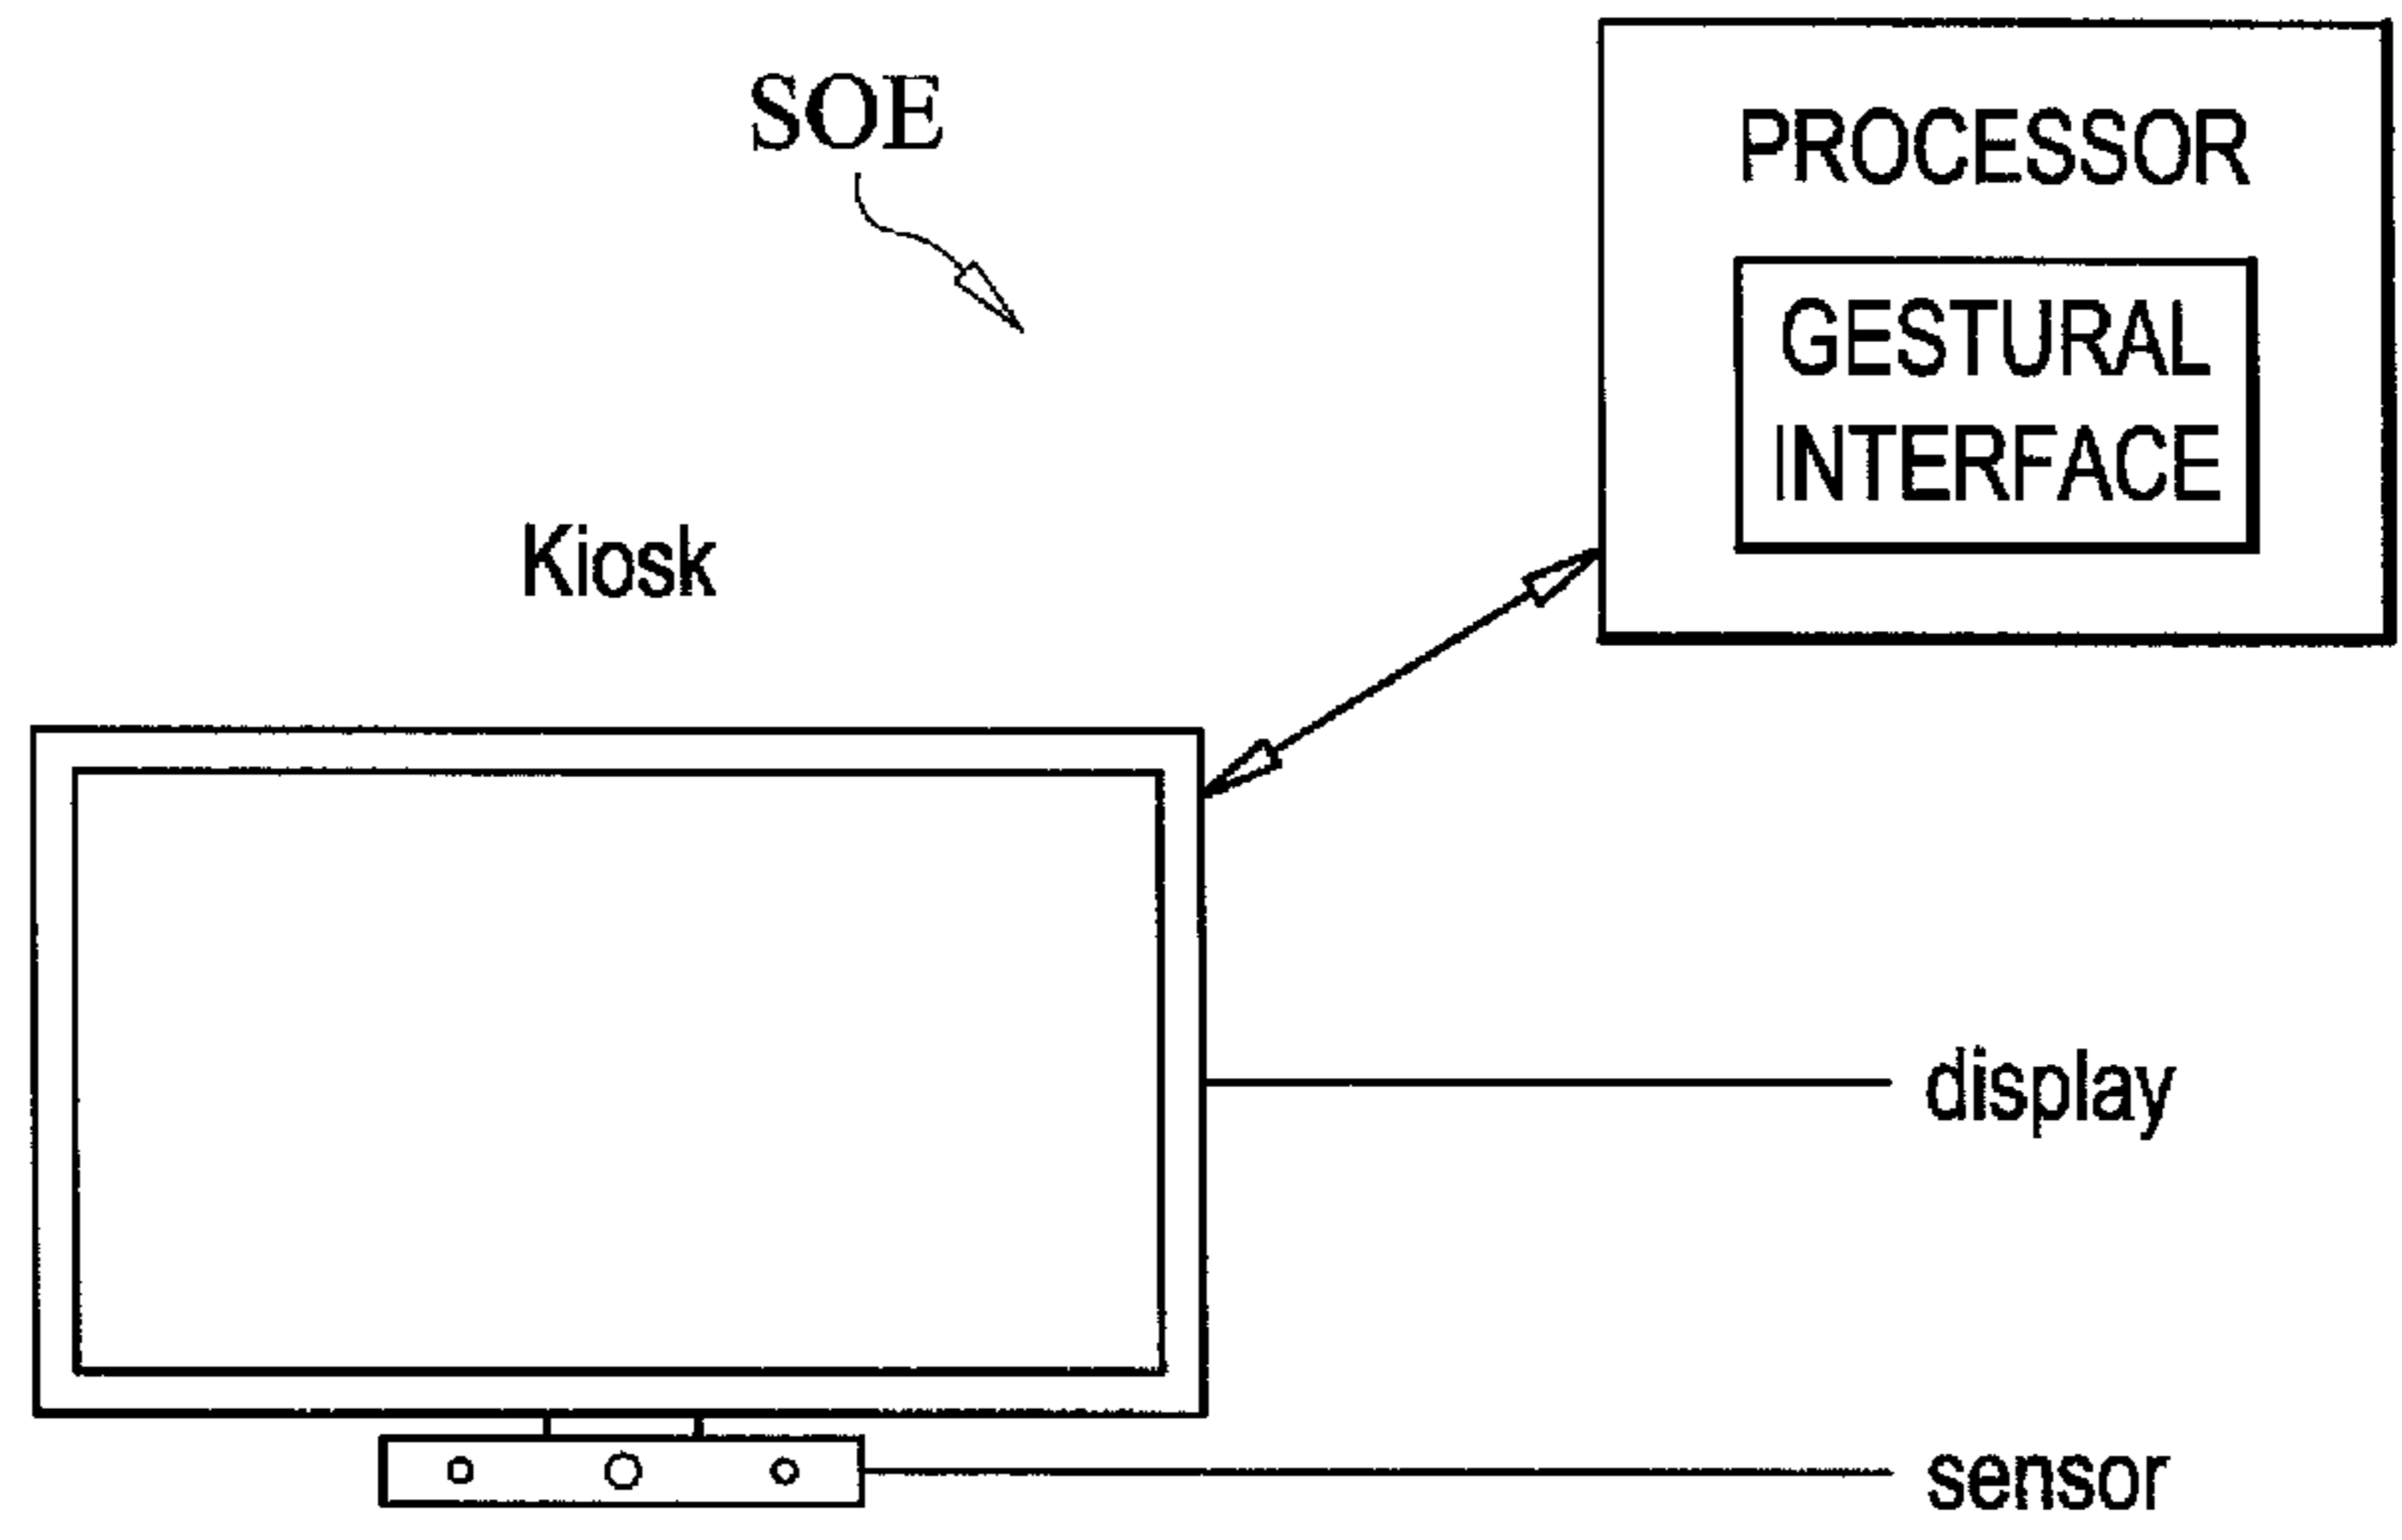 SOE
PROCESSOR
GESTURAL
INTERFACE
Kiosk
display
sensor